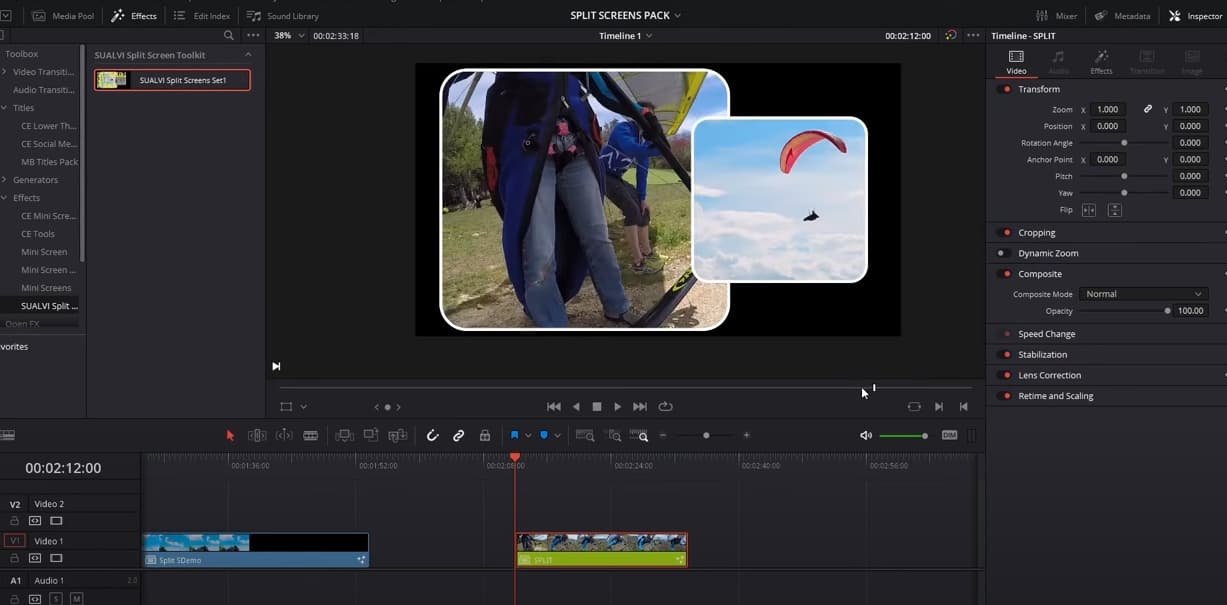 Media Pool Effects Edit Index Sound Library SPLIT SCREENS PACK Mixer Metadata Inspector
38% 00:02:33:18 Timeline 1 00:02:12:00 Timeline - SPLIT
Toolbox
Video Transiti...
Audio Transiti...
Titles
CE Lower Th...
CE Social Me...
MB Titles Pack
Generators
Effects
CE Mini Scre...
CE Tools
Mini Screen
Mini Screen ...
Mini Screens
SUALVI Split ...
Open FX
vorites
SUALVI Split Screen Toolkit
SUALVI Split Screens Set1
Video Audio Effects Transition Image
Transform
Zoom X 1.000 Y 1.000
Position X 0.000 Y 0.000
Rotation Angle 0.000
Anchor Point X 0.000 Y 0.000
Pitch 0.000
Yaw 0.000
Flip
Cropping
Dynamic Zoom
Composite
Composite Mode Normal
Opacity 100.00
Speed Change
Stabilization
Lens Correction
Retime and Scaling
DIM
00:02:12:00
00:01:36:00 00:01:52:00 00:02:08:00 00:02:24:00 00:02:40:00 00:02:56:00
V2 Video 2
V1 Video 1
Split SDemo SPLIT
A1 Audio 1 2.0
S M